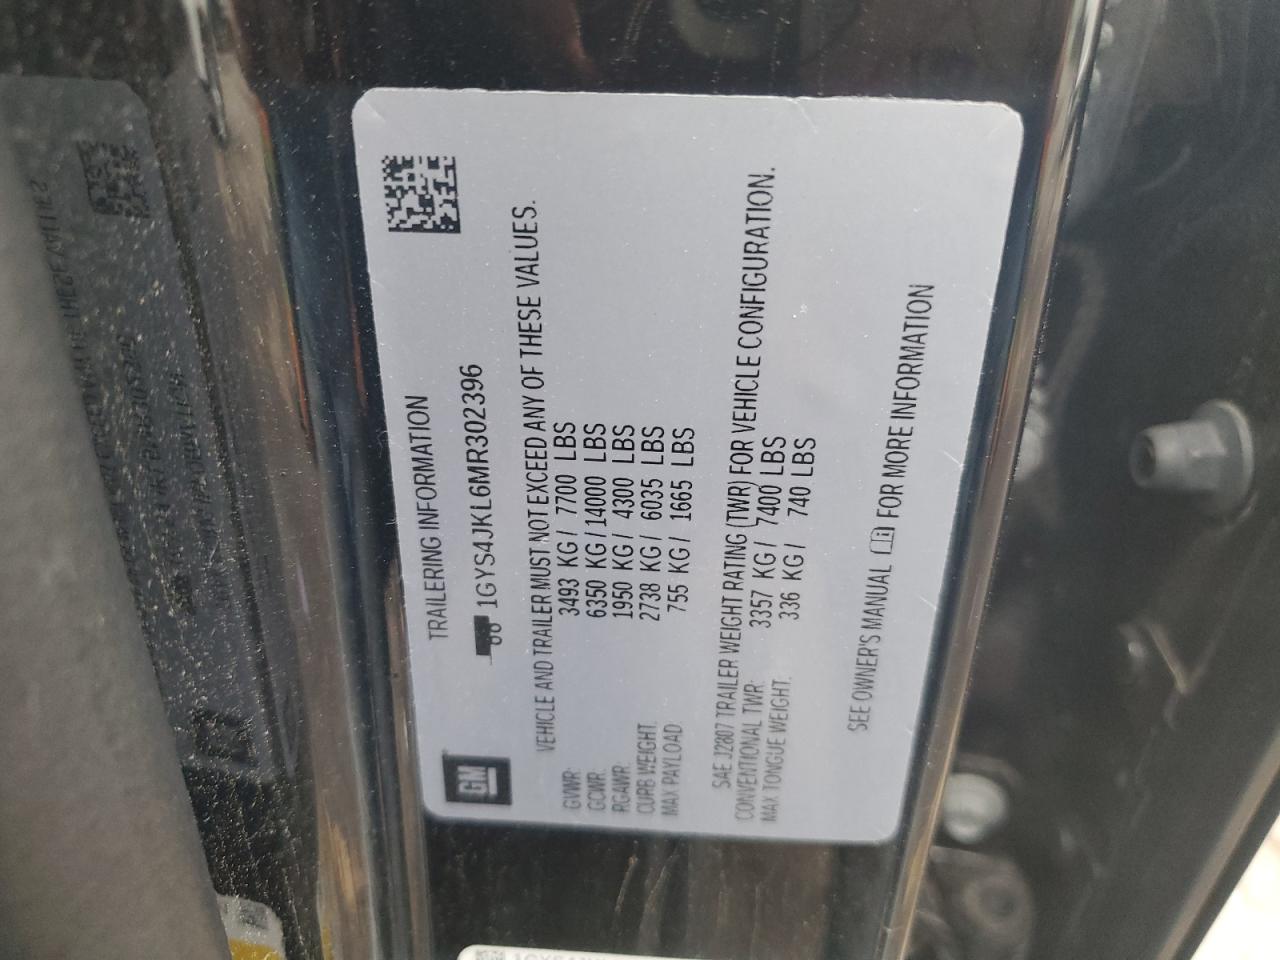 GM
TRAILERING INFORMATION
1GYS4JKL6MR302396
VEHICLE AND TRAILER MUST NOT EXCEED ANY OF THESE VALUES.
GVWR: 3493 KG / 7700 LBS
GCWR: 6350 KG / 14000 LBS
RGAWR: 1950 KG / 4300 LBS
CURB WEIGHT: 2738 KG / 6035 LBS
MAX PAYLOAD: 755 KG / 1665 LBS
SAE J2807 TRAILER WEIGHT RATING (TWR) FOR VEHICLE CONFIGURATION.
CONVENTIONAL TWR: 3357 KG / 7400 LBS
MAX TONGUE WEIGHT: 336 KG / 740 LBS
SEE OWNER'S MANUAL FOR MORE INFORMATION